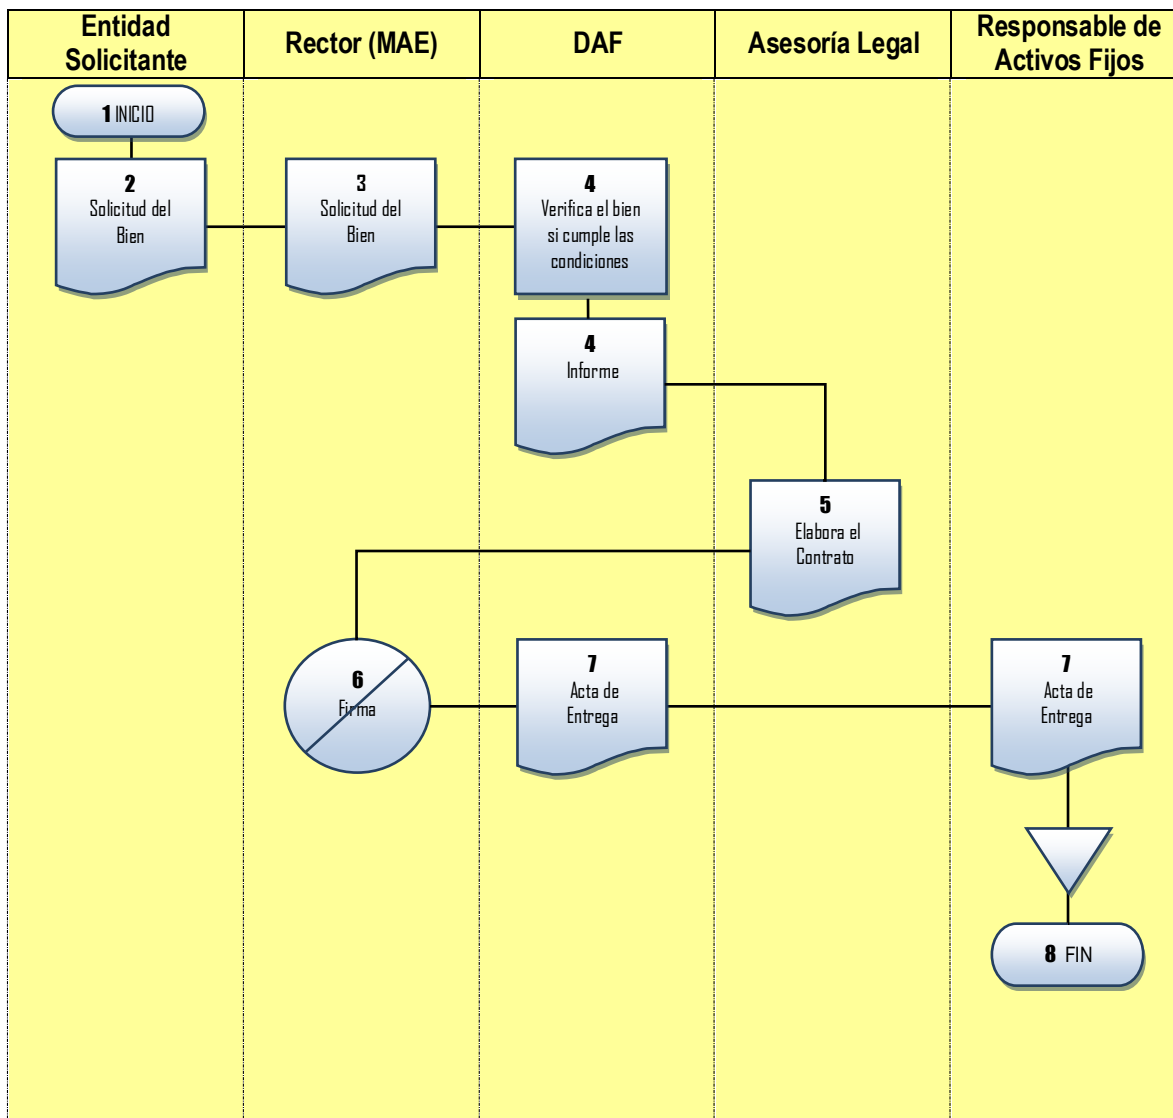 Entidad
Solicitante
Rector (MAE)
DAF
Asesoría Legal
Responsable de
Activos Fijos
1 INICIO
2
Solicitud del
Bien
3
Solicitud del
Bien
4
Verifica el bien
si cumple las
condiciones
4
Informe
5
Elabora el
Contrato
6
Firma
7
Acta de
Entrega
7
Acta de
Entrega
8 FIN